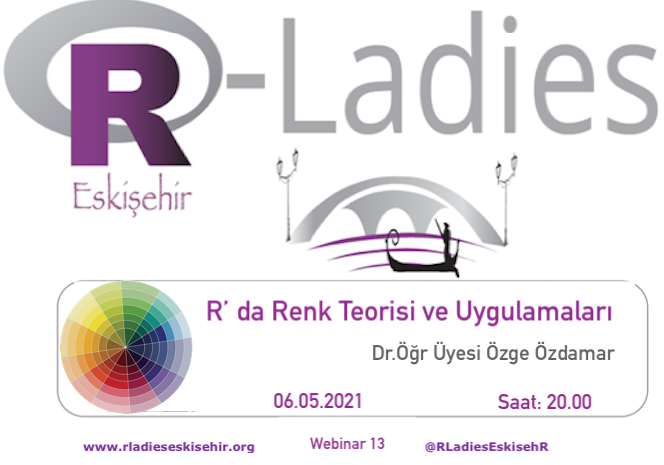 R-Ladies
Eskişehir
R' da Renk Teorisi ve Uygulamaları
Dr.Öğr Üyesi Özge Özdamar
06.05.2021 Saat: 20.00
www.rladieseskisehir.org Webinar 13 @RLadiesEskisehR